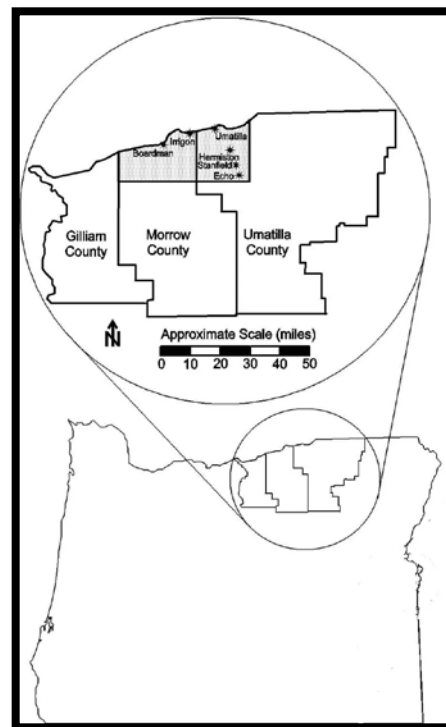 Umatilla
Irrigon
Boardman
Hermiston
Stanfield
Echo
Gilliam
County
Morrow
County
Umatilla
County
N
Approximate Scale (miles)
0 10 20 30 40 50